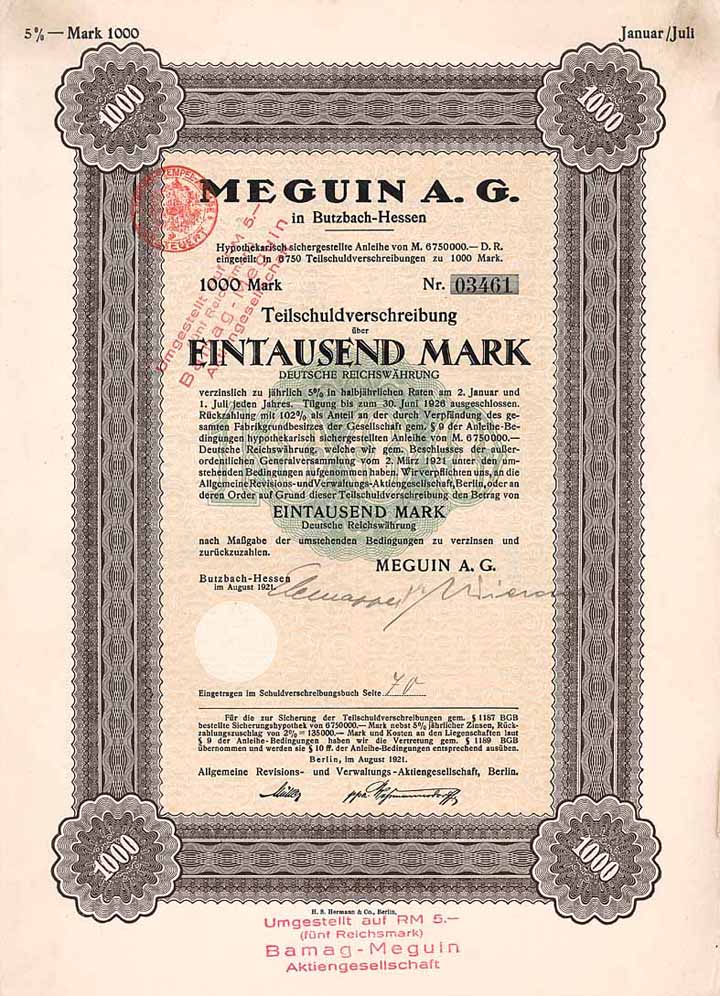 5% — Mark 1000
Januar/Juli
1000
1000
MEGUIN A. G.
in Butzbach-Hessen
Hypothekarisch sichergestellte Anleihe von M. 6750000.— D. R.
eingeteilt in 6750 Teilschuldverschreibungen zu 1000 Mark.
1000 Mark
Nr. 03461
Umgestellt auf RM 5.—
(fünf Reichsmark)
Bamag-Meguin
Aktiengesellschaft
Teilschuldverschreibung
über
EINTAUSEND MARK
DEUTSCHE REICHSWÄHRUNG
verzinslich zu jährlich 5% in halbjährlichen Raten am 2. Januar und
1. Juli jeden Jahres. Tilgung bis zum 30. Juni 1926 ausgeschlossen.
Rückzahlung mit 102% als Anteil an der durch Verpfändung des ge-
samten Fabrikgrundbesitzes der Gesellschaft gem. § 9 der Anleihe-Be-
dingungen hypothekarisch sichergestellten Anleihe von M. 6750000.—
Deutsche Reichswährung, welche wir gem. Beschlusses der außer-
ordentlichen Generalversammlung vom 2. März 1921 unter den um-
stehenden Bedingungen aufgenommen haben. Wir verpflichten uns, an die
Allgemeine Revisions- und Verwaltungs-Aktiengesellschaft, Berlin, oder an
deren Order auf Grund dieser Teilschuldverschreibung den Betrag von
EINTAUSEND MARK
Deutsche Reichswährung
nach Maßgabe der umstehenden Bedingungen zu verzinsen und
zurückzuzahlen.
MEGUIN A. G.
Butzbach-Hessen
im August 1921.
Eingetragen im Schuldverschreibungsbuch Seite 70
Für die zur Sicherung der Teilschuldverschreibungen gem. § 1187 BGB
bestellte Sicherungshypothek von 6750000.— Mark nebst 5% jährlicher Zinsen, Rück-
zahlungszuschlag von 2% = 135000.— Mark und Kosten an den Liegenschaften laut
§ 9 der Anleihe-Bedingungen haben wir die Vertretung gem. § 1189 BGB
übernommen und werden sie § 10 ff. der Anleihe-Bedingungen entsprechend ausüben.
Berlin, im August 1921.
Allgemeine Revisions- und Verwaltungs-Aktiengesellschaft, Berlin.
Müller
1000
1000
H. S. Hermann & Co., Berlin.
Umgestellt auf RM 5.—
(fünf Reichsmark)
Bamag-Meguin
Aktiengesellschaft